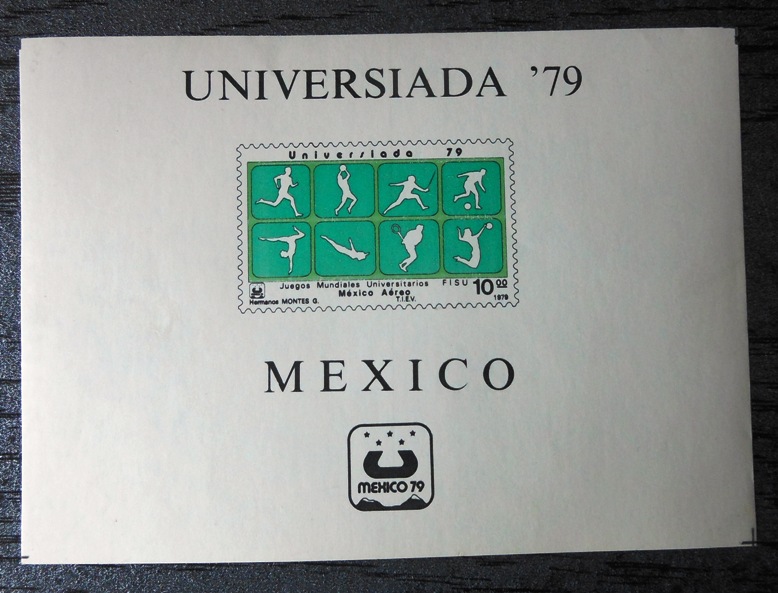 UNIVERSIADA ’79
Universiada 79
Juegos Mundiales Universitarios FISU 10 00
México Aéreo
Hermanos MONTES G. T.I.E.V. 1979
MEXICO
MEXICO 79